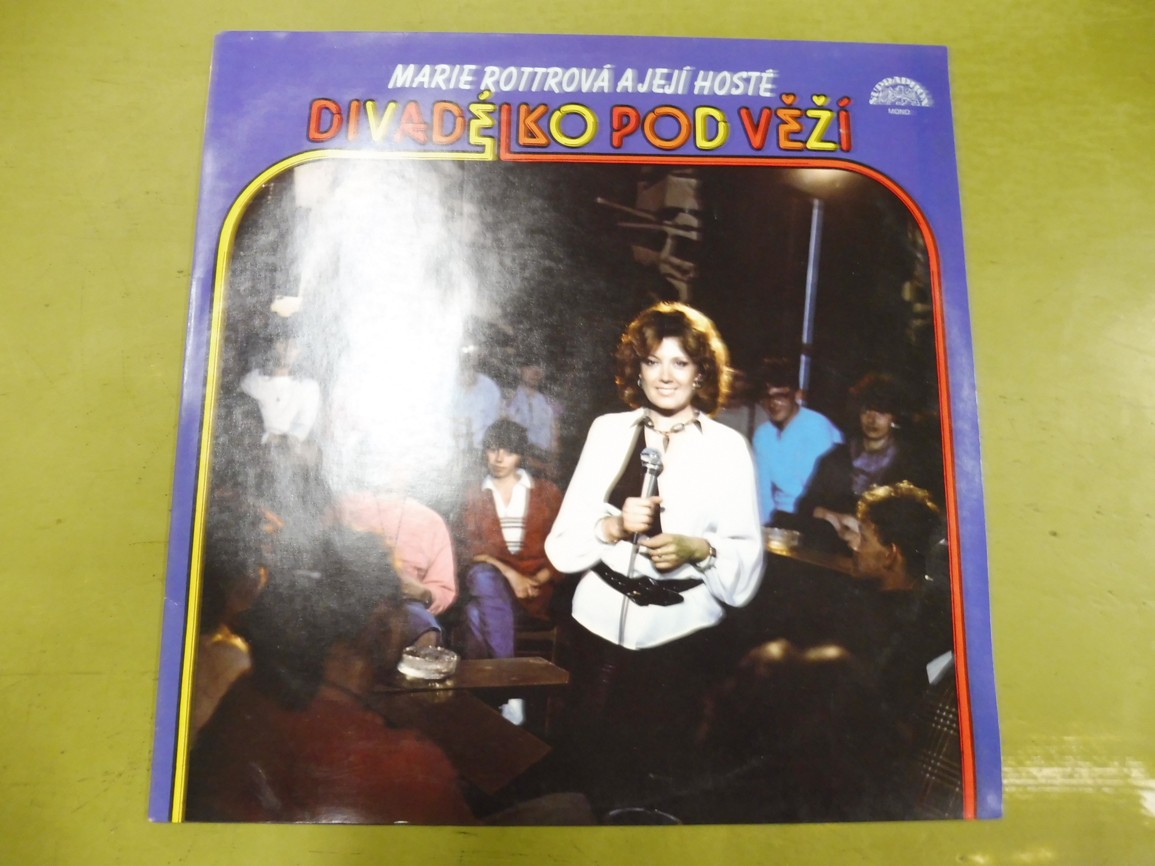 MARIE ROTTROVÁ A JEJÍ HOSTÉ
DIVADÉLKO POD VĚŽÍ
SUPRAPHON
MONO